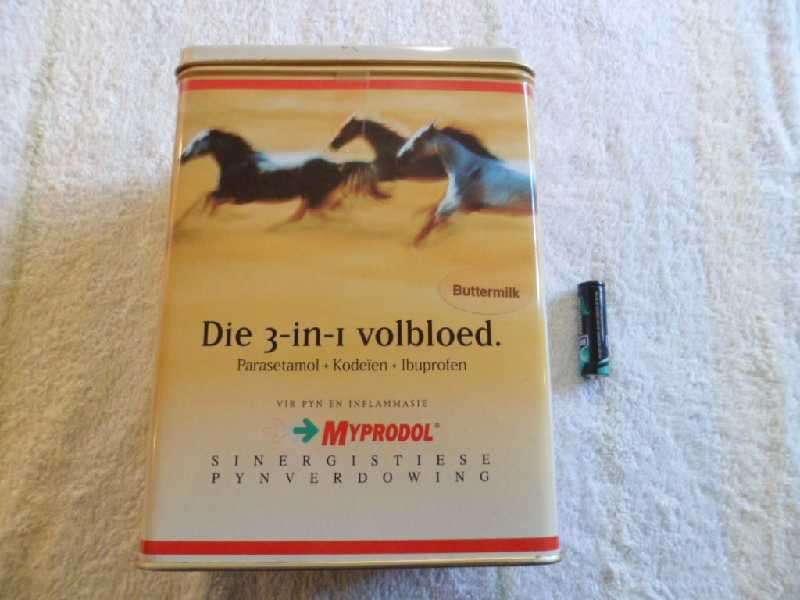 Buttermilk
Die 3-in-1 volbloed.
Parasetamol • Kodeïen • Ibuprofen
VIR PYN EN INFLAMMASIE
MYPRODOL®
SINERGISTIESE
PYNVERDOWING